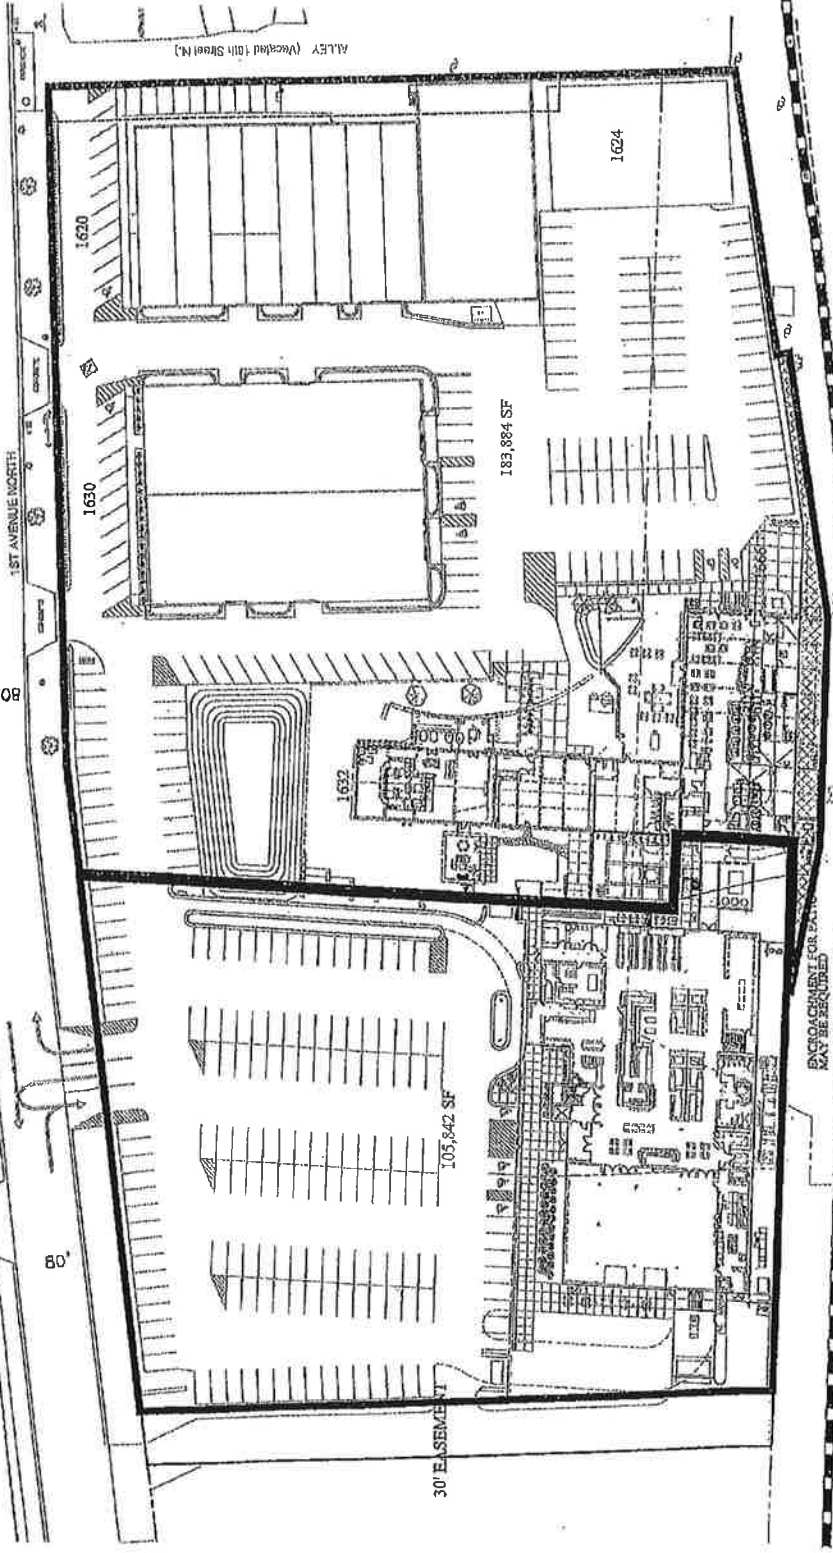 ALLEY (Vacated 16th Street N.)
1ST AVENUE NORTH
80
80'
1620
1624
1630
183,884 SF
1632
105,842 SF
30' EASEMENT
ENCROACHMENT FOR PATIO
MAY BE REQUIRED